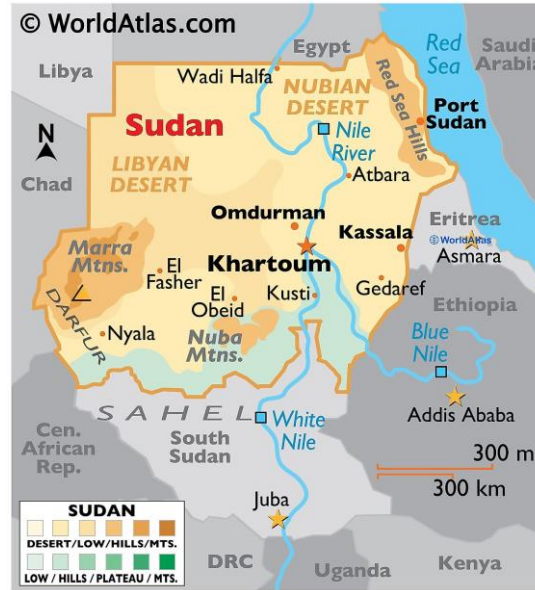 © WorldAtlas.com
Egypt
Red
Sea
Saudi
Arabia
Libya
Wadi Halfa
NUBIAN
DESERT
Red Sea Hills
Port
Sudan
Sudan
Nile
River
N
LIBYAN
DESERT
Chad
Atbara
Omdurman
Eritrea
WorldAtlas
Asmara
Marra
Mtns.
Kassala
Khartoum
El
Fasher
El
Obeid
Kusti
Gedaref
Ethiopia
DARFUR
Nyala
Nuba
Mtns.
Blue
Nile
SAHEL
White
Nile
Addis Ababa
Cen.
African
Rep.
South
Sudan
300 m
300 km
Juba
SUDAN
DESERT/LOW/HILLS/MTS.
LOW / HILLS / PLATEAU / MTS.
DRC
Uganda
Kenya